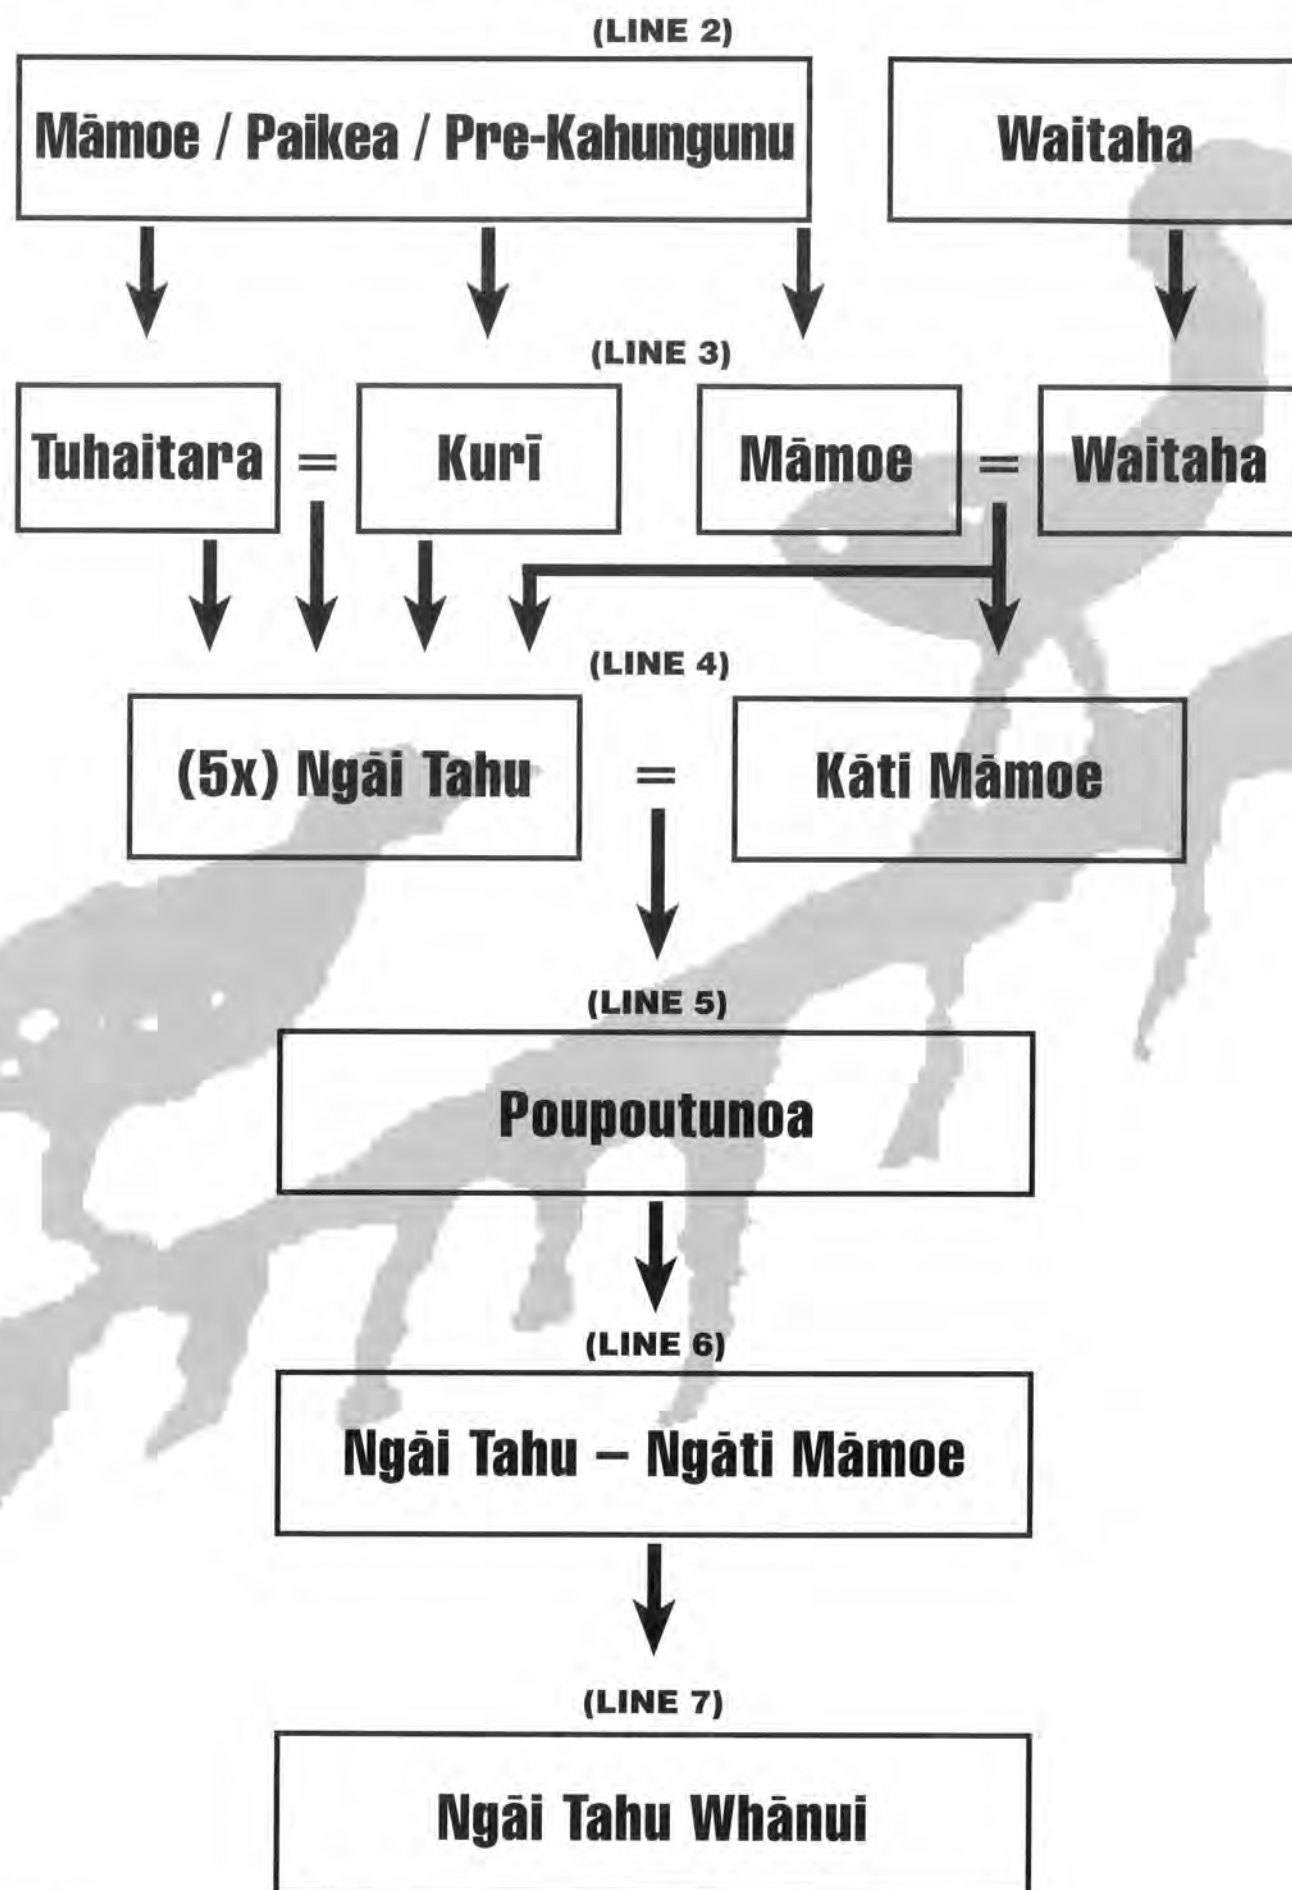 (LINE 2)
Māmoe / Paikea / Pre-Kahungunu
Waitaha
(LINE 3)
Tuhaitara = Kurī
Māmoe = Waitaha
(LINE 4)
(5x) Ngāi Tahu = Kāti Māmoe
(LINE 5)
Poupoutunoa
(LINE 6)
Ngāi Tahu – Ngāti Māmoe
(LINE 7)
Ngāi Tahu Whānui